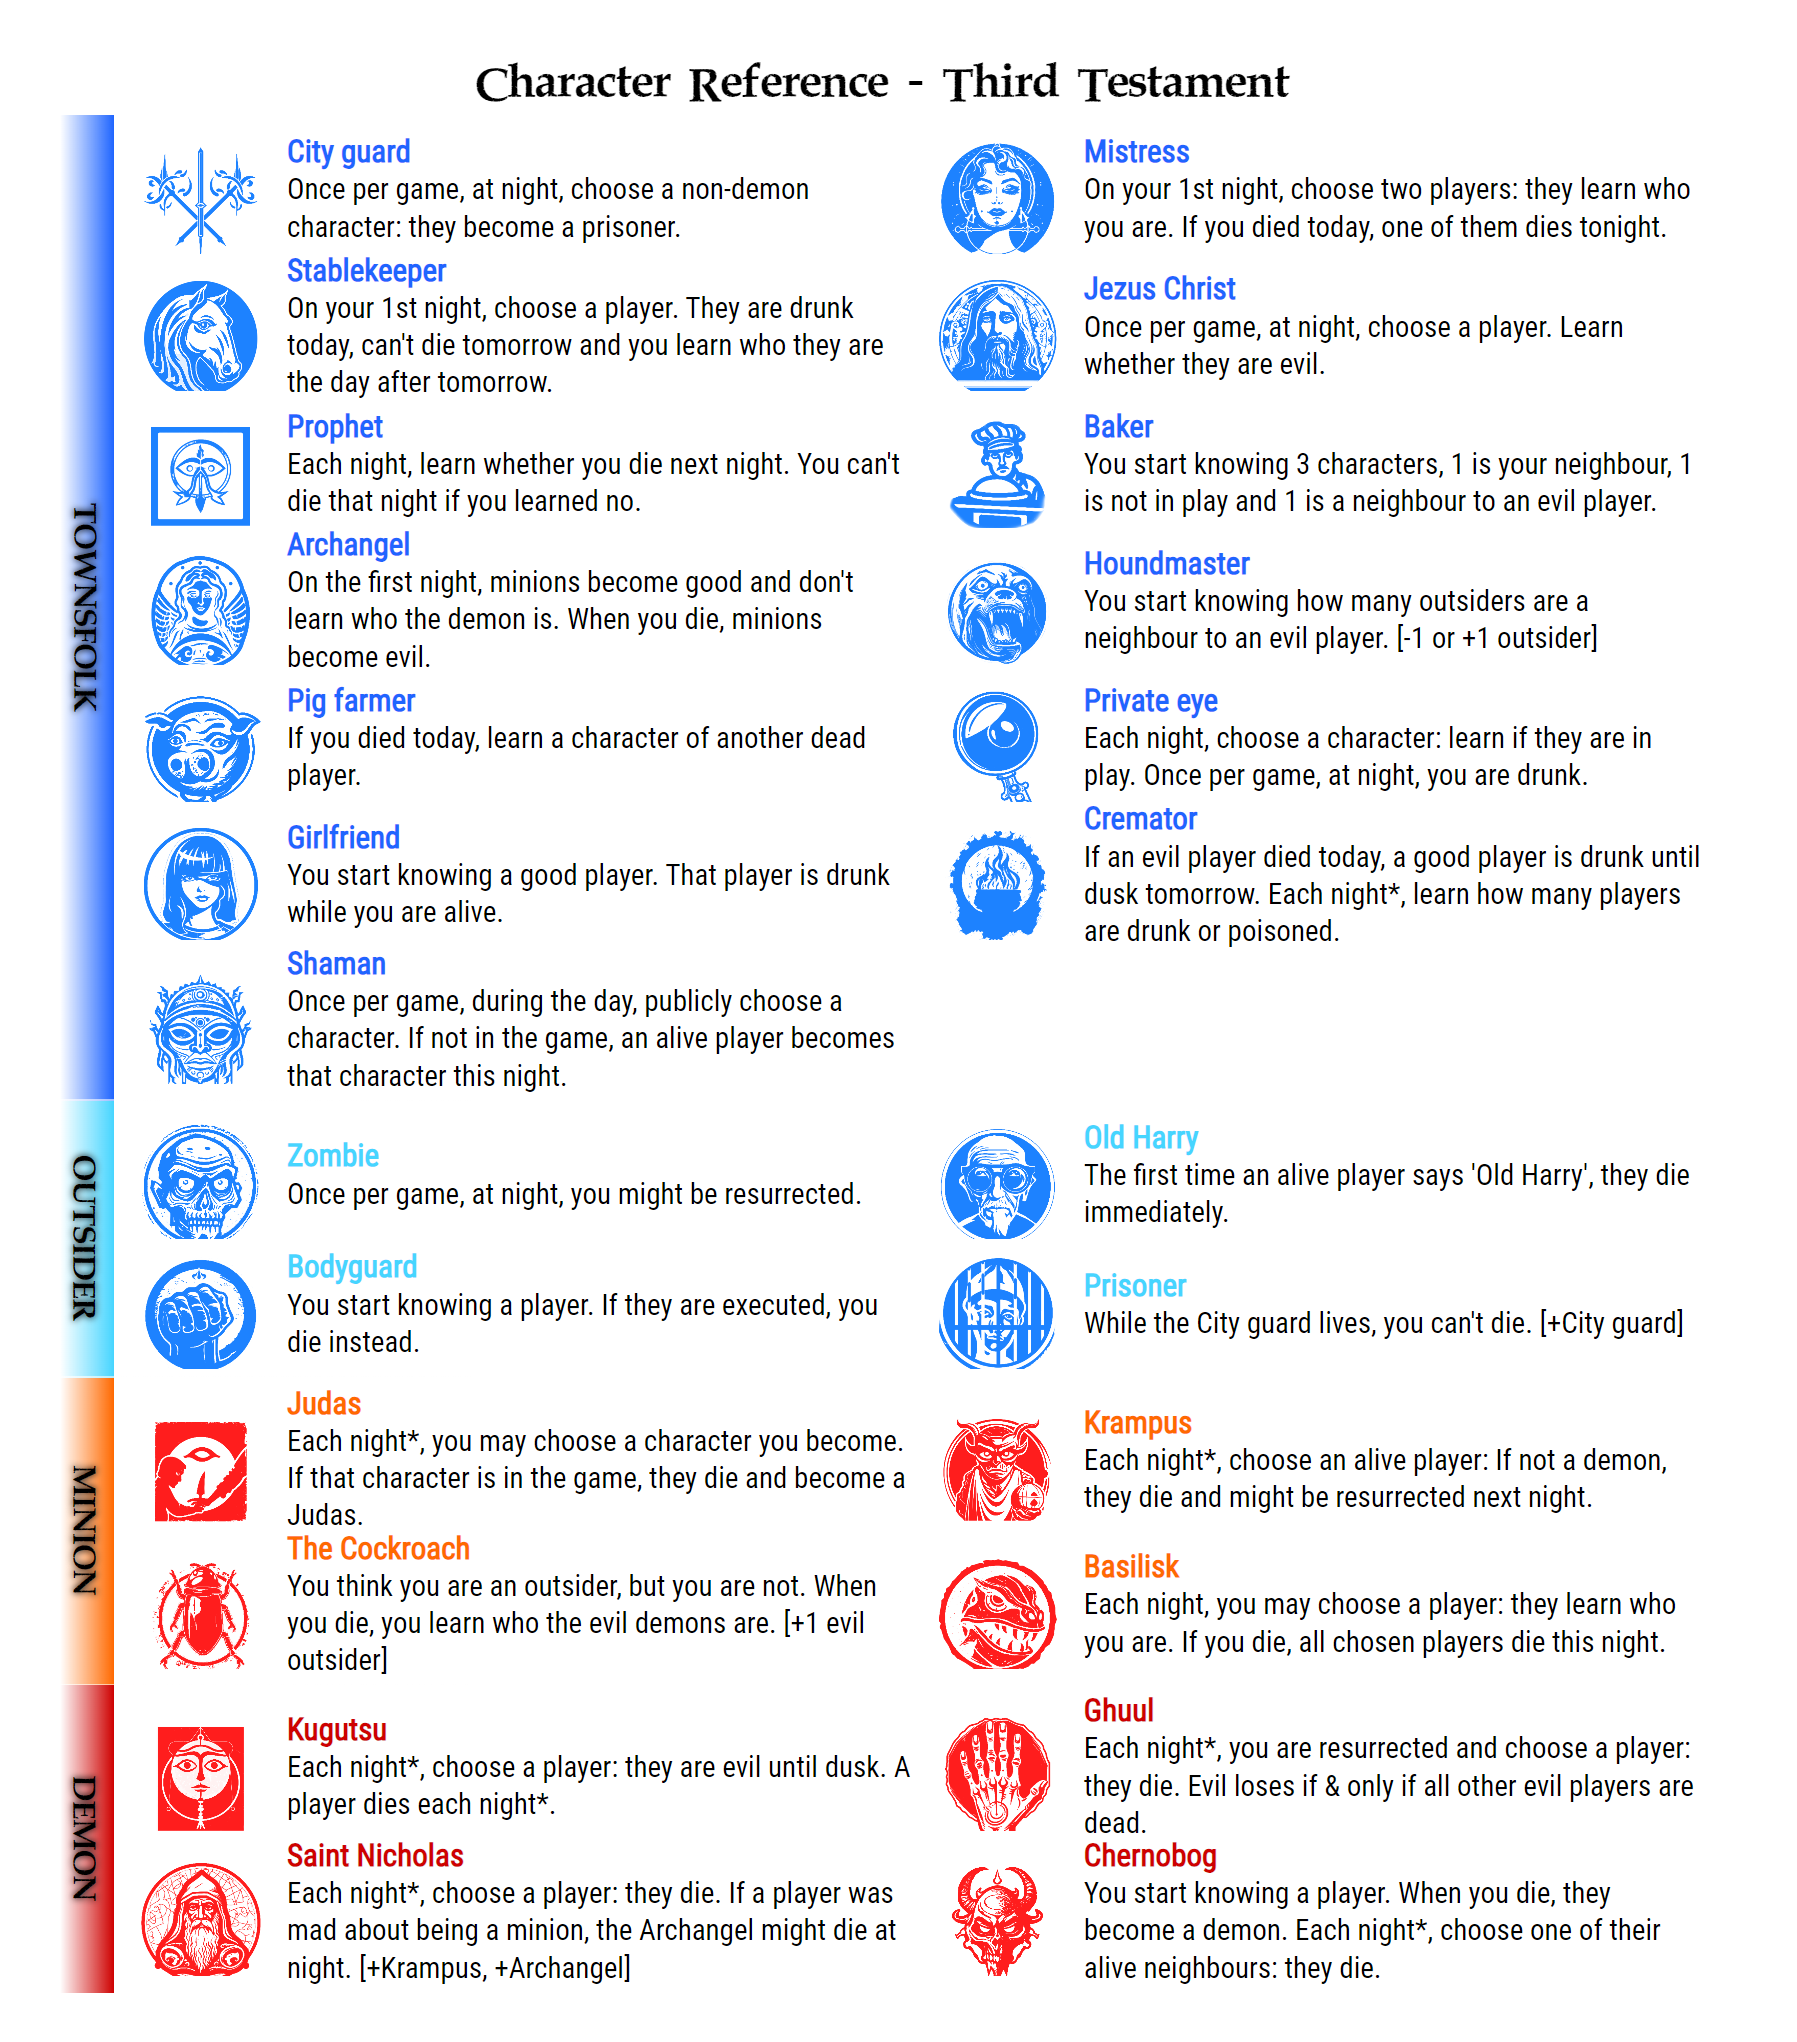 Character Reference - Third Testament
TOWNSFOLK
City guard
Once per game, at night, choose a non-demon
character: they become a prisoner.
Mistress
On your 1st night, choose two players: they learn who
you are. If you died today, one of them dies tonight.
Stablekeeper
On your 1st night, choose a player. They are drunk
today, can't die tomorrow and you learn who they are
the day after tomorrow.
Jezus Christ
Once per game, at night, choose a player. Learn
whether they are evil.
Prophet
Each night, learn whether you die next night. You can't
die that night if you learned no.
Baker
You start knowing 3 characters, 1 is your neighbour, 1
is not in play and 1 is a neighbour to an evil player.
Archangel
On the first night, minions become good and don't
learn who the demon is. When you die, minions
become evil.
Houndmaster
You start knowing how many outsiders are a
neighbour to an evil player. [-1 or +1 outsider]
Pig farmer
If you died today, learn a character of another dead
player.
Private eye
Each night, choose a character: learn if they are in
play. Once per game, at night, you are drunk.
Girlfriend
You start knowing a good player. That player is drunk
while you are alive.
Cremator
If an evil player died today, a good player is drunk until
dusk tomorrow. Each night*, learn how many players
are drunk or poisoned.
Shaman
Once per game, during the day, publicly choose a
character. If not in the game, an alive player becomes
that character this night.
OUTSIDER
Zombie
Once per game, at night, you might be resurrected.
Old Harry
The first time an alive player says 'Old Harry', they die
immediately.
Bodyguard
You start knowing a player. If they are executed, you
die instead.
Prisoner
While the City guard lives, you can't die. [+City guard]
MINION
Judas
Each night*, you may choose a character you become.
If that character is in the game, they die and become a
Judas.
Krampus
Each night*, choose an alive player: If not a demon,
they die and might be resurrected next night.
The Cockroach
You think you are an outsider, but you are not. When
you die, you learn who the evil demons are. [+1 evil
outsider]
Basilisk
Each night, you may choose a player: they learn who
you are. If you die, all chosen players die this night.
DEMON
Kugutsu
Each night*, choose a player: they are evil until dusk. A
player dies each night*.
Ghuul
Each night*, you are resurrected and choose a player:
they die. Evil loses if & only if all other evil players are
dead.
Saint Nicholas
Each night*, choose a player: they die. If a player was
mad about being a minion, the Archangel might die at
night. [+Krampus, +Archangel]
Chernobog
You start knowing a player. When you die, they
become a demon. Each night*, choose one of their
alive neighbours: they die.